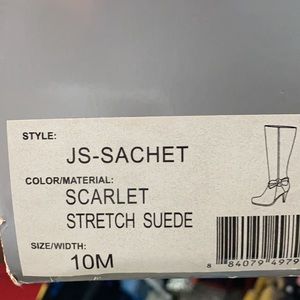 STYLE:
JS-SACHET
COLOR/MATERIAL:
SCARLET
STRETCH SUEDE
SIZE/WIDTH:
10M
8 84079 4979